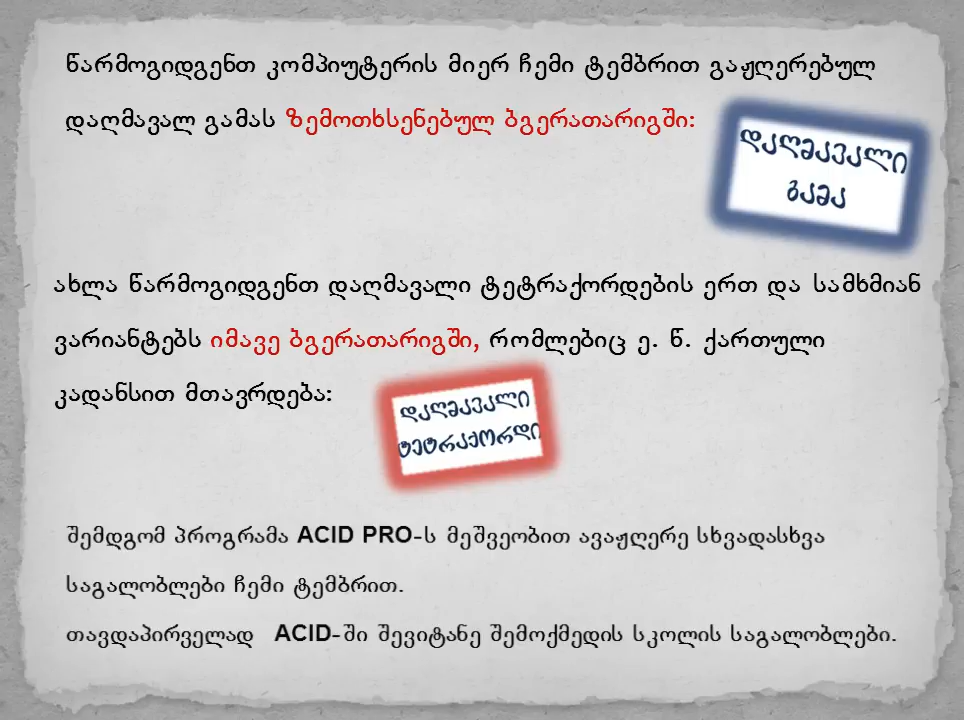 წარმოგიდგენთ კომპიუტერის მიერ ჩემი ტემბრით გაჟღერებულ
დაღმავალ გამას ზემოთხსენებულ ბგერათარიგში:
დაღმავალი
გამა
ახლა წარმოგიდგენთ დაღმავალი ტეტრაქორდების ერთ და სამხმიან
ვარიანტებს იმავე ბგერათარიგში, რომლებიც ე. წ. ქართული
კადანსით მთავრდება:
დაღმავალი
ტეტრაქორდი
შემდგომ პროგრამა ACID PRO-ს მეშვეობით ავაჟღერე სხვადასხვა
საგალობლები ჩემი ტემბრით.
თავდაპირველად ACID-ში შევიტანე შემოქმედის სკოლის საგალობლები.